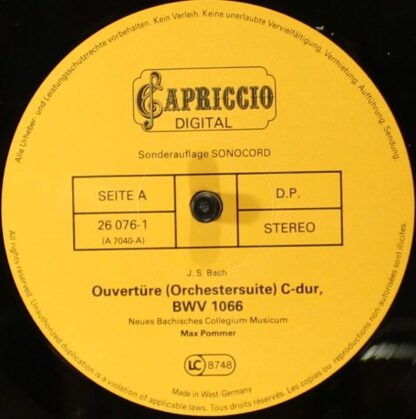 Alle Urheber- und Leistungsschutzrechte vorbehalten. Kein Verleih. Keine unerlaubte Vervielfältigung, Vermietung, Aufführung, Sendung.
CAPRICCIO
DIGITAL
Sonderauflage SONOCORD
SEITE A
D.P.
26 076-1
(A 7040-A)
STEREO
J. S. Bach
Ouvertüre (Orchestersuite) C-dur,
BWV 1066
Neues Bachisches Collegium Musicum
Max Pommer
LC 8748
Made in West-Germany
All rights reserved. Unauthorized duplication is a violation of applicable laws. Tous droits réservés. Les copies ou reproductions non-autorisées sont illicites.